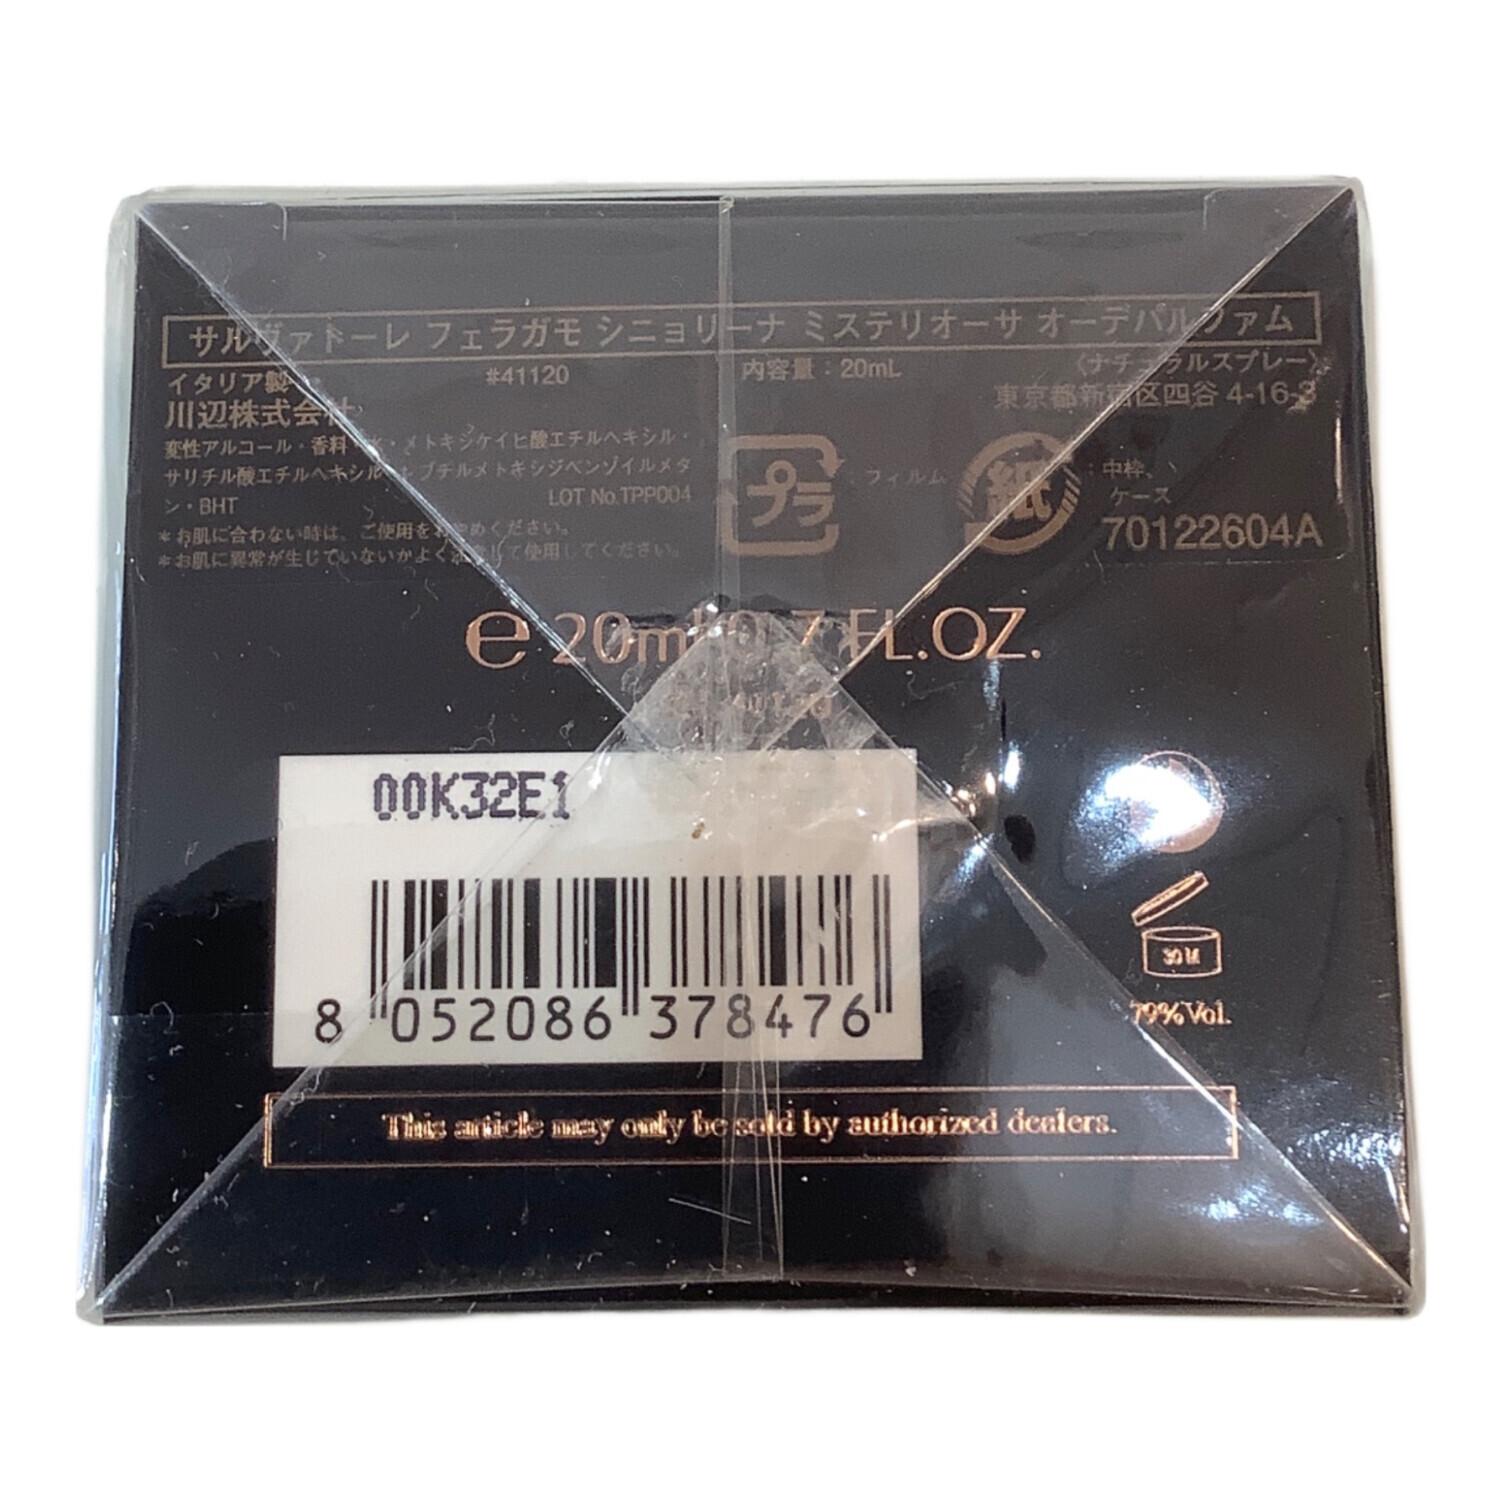 サルヴァトーレ フェラガモ シニョリーナ ミステリオーサ オーデパルファム
イタリア製 #41120 内容量：20mL 〈ナチュラルスプレー〉
川辺株式会社 東京都新宿区四谷 4-16-3
変性アルコール・香料・水・メトキシケイヒ酸エチルヘキシル・
サリチル酸エチルヘキシル・t-ブチルメトキシジベンゾイルメタ
ン・BHT LOT No.TPP004
＊お肌に合わない時は、ご使用をおやめください。
＊お肌に異常が生じていないかよく注意して使用してください。
プラ : フィルム
紙 : 中枠、
ケース
70122604A
e 20ml 0.7 FL.OZ.
00K32E1
8 052086 378476
30 M
79% Vol.
This article may only be sold by authorized dealers.